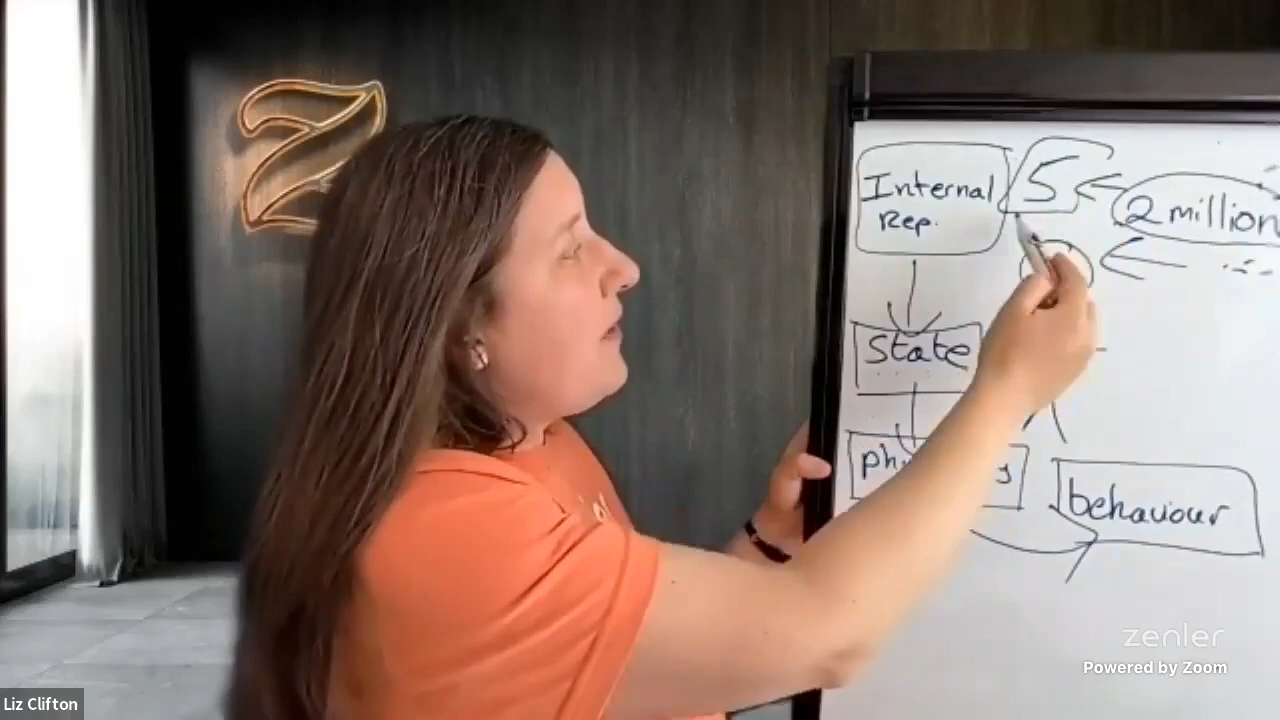 Z
Internal
Rep.
5
2 million
State
behaviour
zenler
Powered by Zoom
Liz Clifton